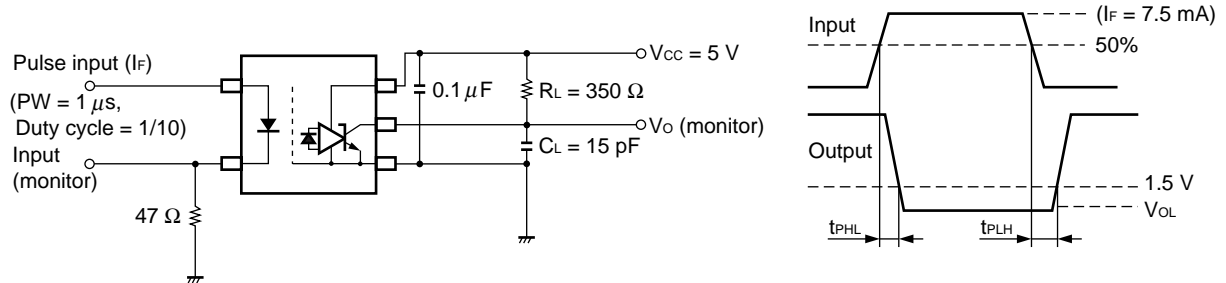 Pulse input (IF)
(PW = 1 μs,
Duty cycle = 1/10)
Input
(monitor)
47 Ω
VCC = 5 V
0.1 μF
RL = 350 Ω
VO (monitor)
CL = 15 pF
Input
(IF = 7.5 mA)
50%
Output
1.5 V
VOL
tPHL
tPLH